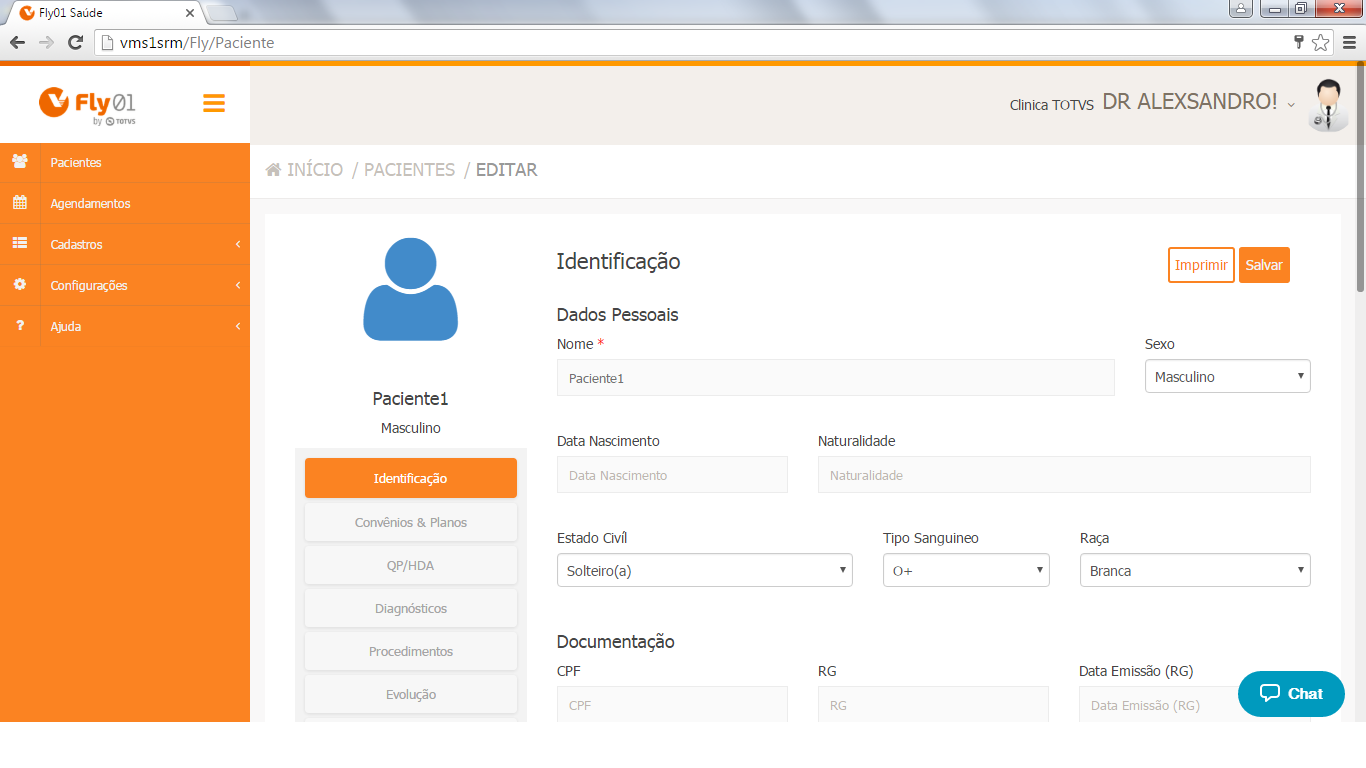 Fly01 Saúde
vms1srm/Fly/Paciente
Fly01
by TOTVS
Clinica TOTVS DR ALEXSANDRO!
Pacientes
Agendamentos
Cadastros
Configurações
Ajuda
INÍCIO / PACIENTES / EDITAR
Paciente1
Masculino
Identificação
Convênios & Planos
QP/HDA
Diagnósticos
Procedimentos
Evolução
Identificação
Imprimir Salvar
Dados Pessoais
Nome * Sexo
Paciente1 Masculino
Data Nascimento Naturalidade
Data Nascimento Naturalidade
Estado Civíl Tipo Sanguineo Raça
Solteiro(a) O+ Branca
Documentação
CPF RG Data Emissão (RG)
CPF RG Data Emissão (RG)
Chat